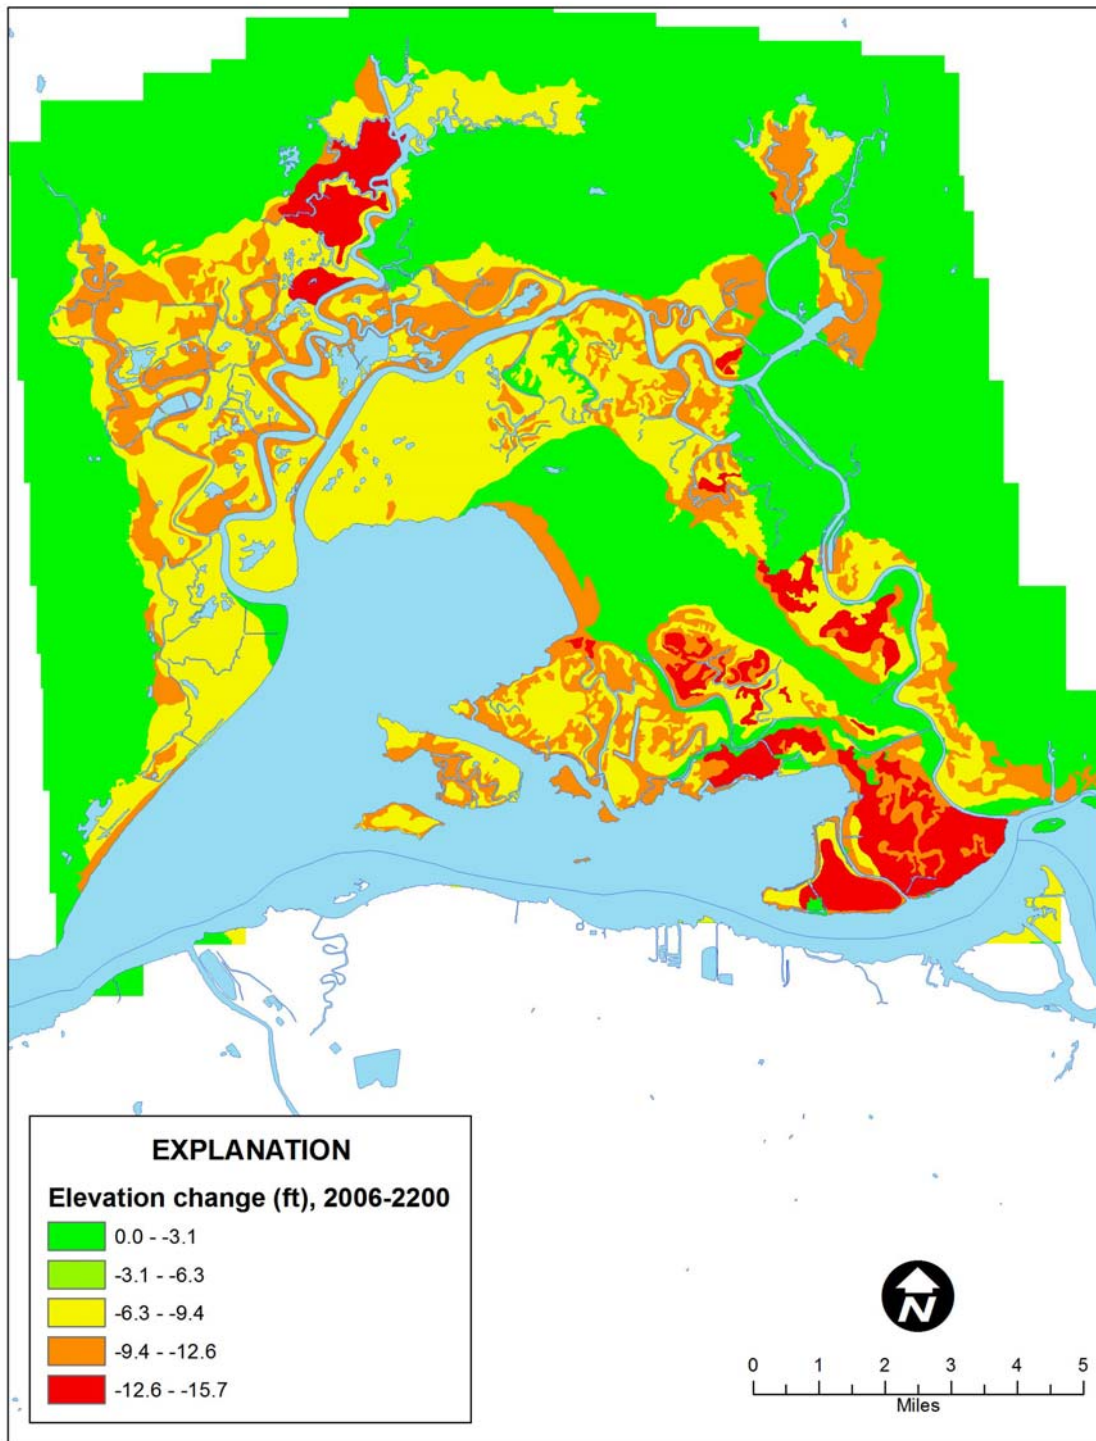 EXPLANATION
Elevation change (ft), 2006-2200
0.0 - -3.1
-3.1 - -6.3
-6.3 - -9.4
-9.4 - -12.6
-12.6 - -15.7
N
0 1 2 3 4 5
Miles